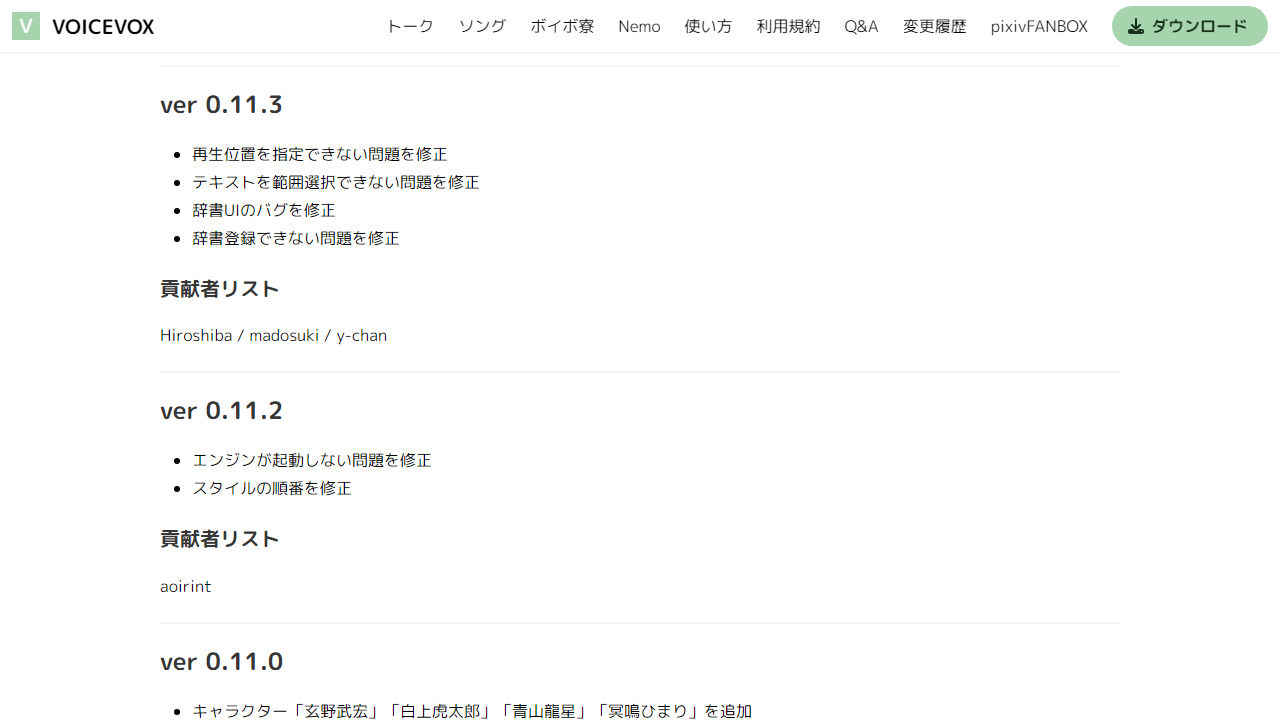 VOICEVOX
トーク ソング ボイボ寮 Nemo 使い方 利用規約 Q&A 変更履歴 pixivFANBOX ダウンロード
ver 0.11.3
再生位置を指定できない問題を修正
テキストを範囲選択できない問題を修正
辞書UIのバグを修正
辞書登録できない問題を修正
貢献者リスト
Hiroshiba / madosuki / y-chan
ver 0.11.2
エンジンが起動しない問題を修正
スタイルの順番を修正
貢献者リスト
aoirint
ver 0.11.0
キャラクター「玄野武宏」「白上虎太郎」「青山龍星」「冥鳴ひまり」を追加